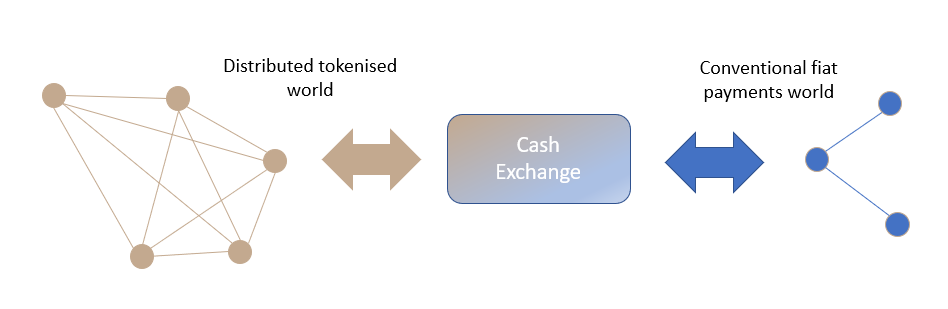 Distributed tokenised
world
Cash
Exchange
Conventional fiat
payments world